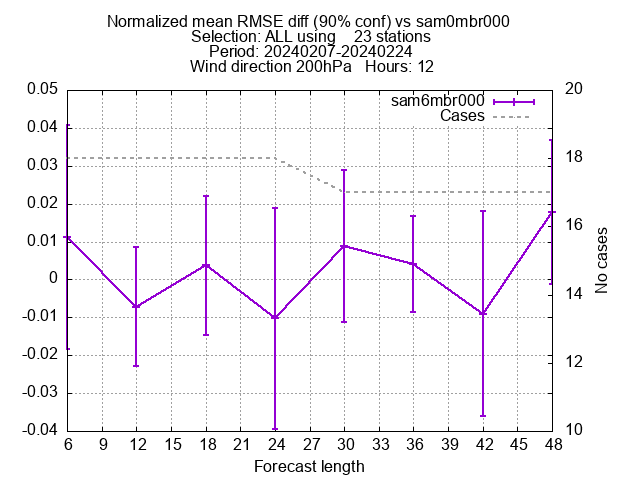 Normalized mean RMSE diff (90% conf) vs sam0mbr000
Selection: ALL using    23 stations
Period: 20240207-20240224
Wind direction 200hPa   Hours: 12
sam6mbr000
Cases
0.05
0.04
0.03
0.02
0.01
0
-0.01
-0.02
-0.03
-0.04
20
18
16
14
12
10
No cases
6 9 12 15 18 21 24 27 30 33 36 39 42 45 48
Forecast length